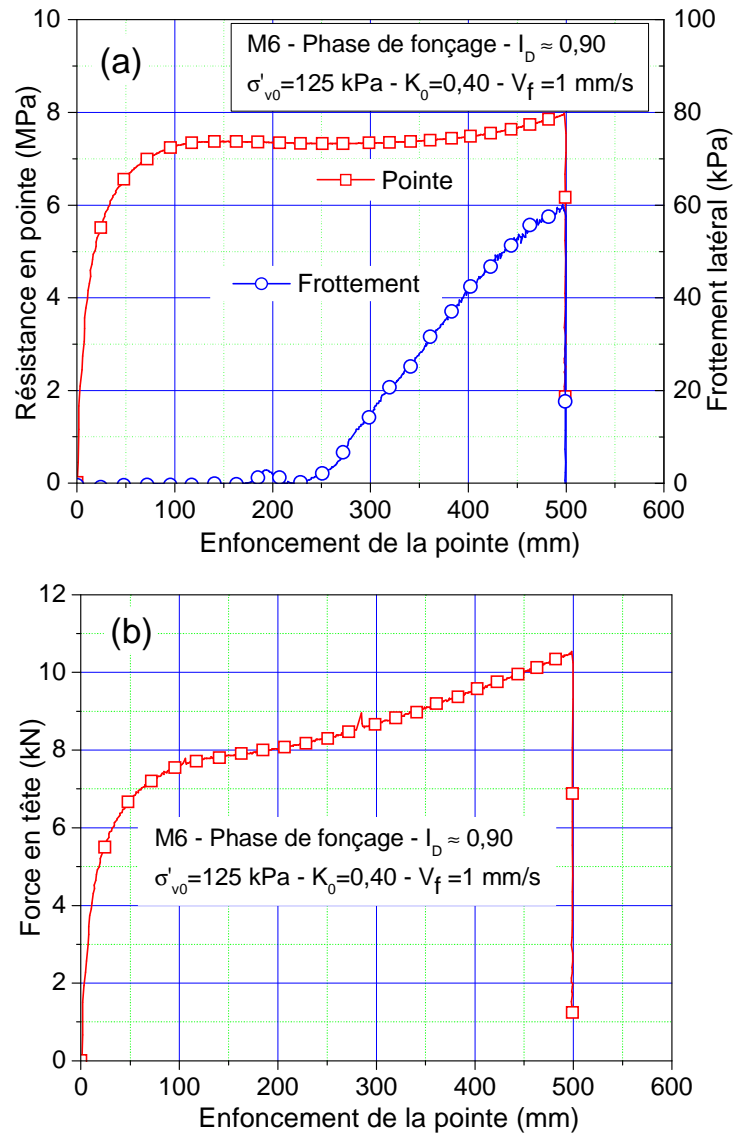 (a)
M6 - Phase de fonçage - I_D ≈ 0,90
σ'_v0=125 kPa - K_0=0,40 - V_f =1 mm/s
Résistance en pointe (MPa)
10
8
6
4
2
0
Pointe
Frottement
100
80
60
40
20
0
Frottement latéral (kPa)
0 100 200 300 400 500 600
Enfoncement de la pointe (mm)
(b)
Force en tête (kN)
12
10
8
6
4
2
0
M6 - Phase de fonçage - I_D ≈ 0,90
σ'_v0=125 kPa - K_0=0,40 - V_f =1 mm/s
0 100 200 300 400 500 600
Enfoncement de la pointe (mm)